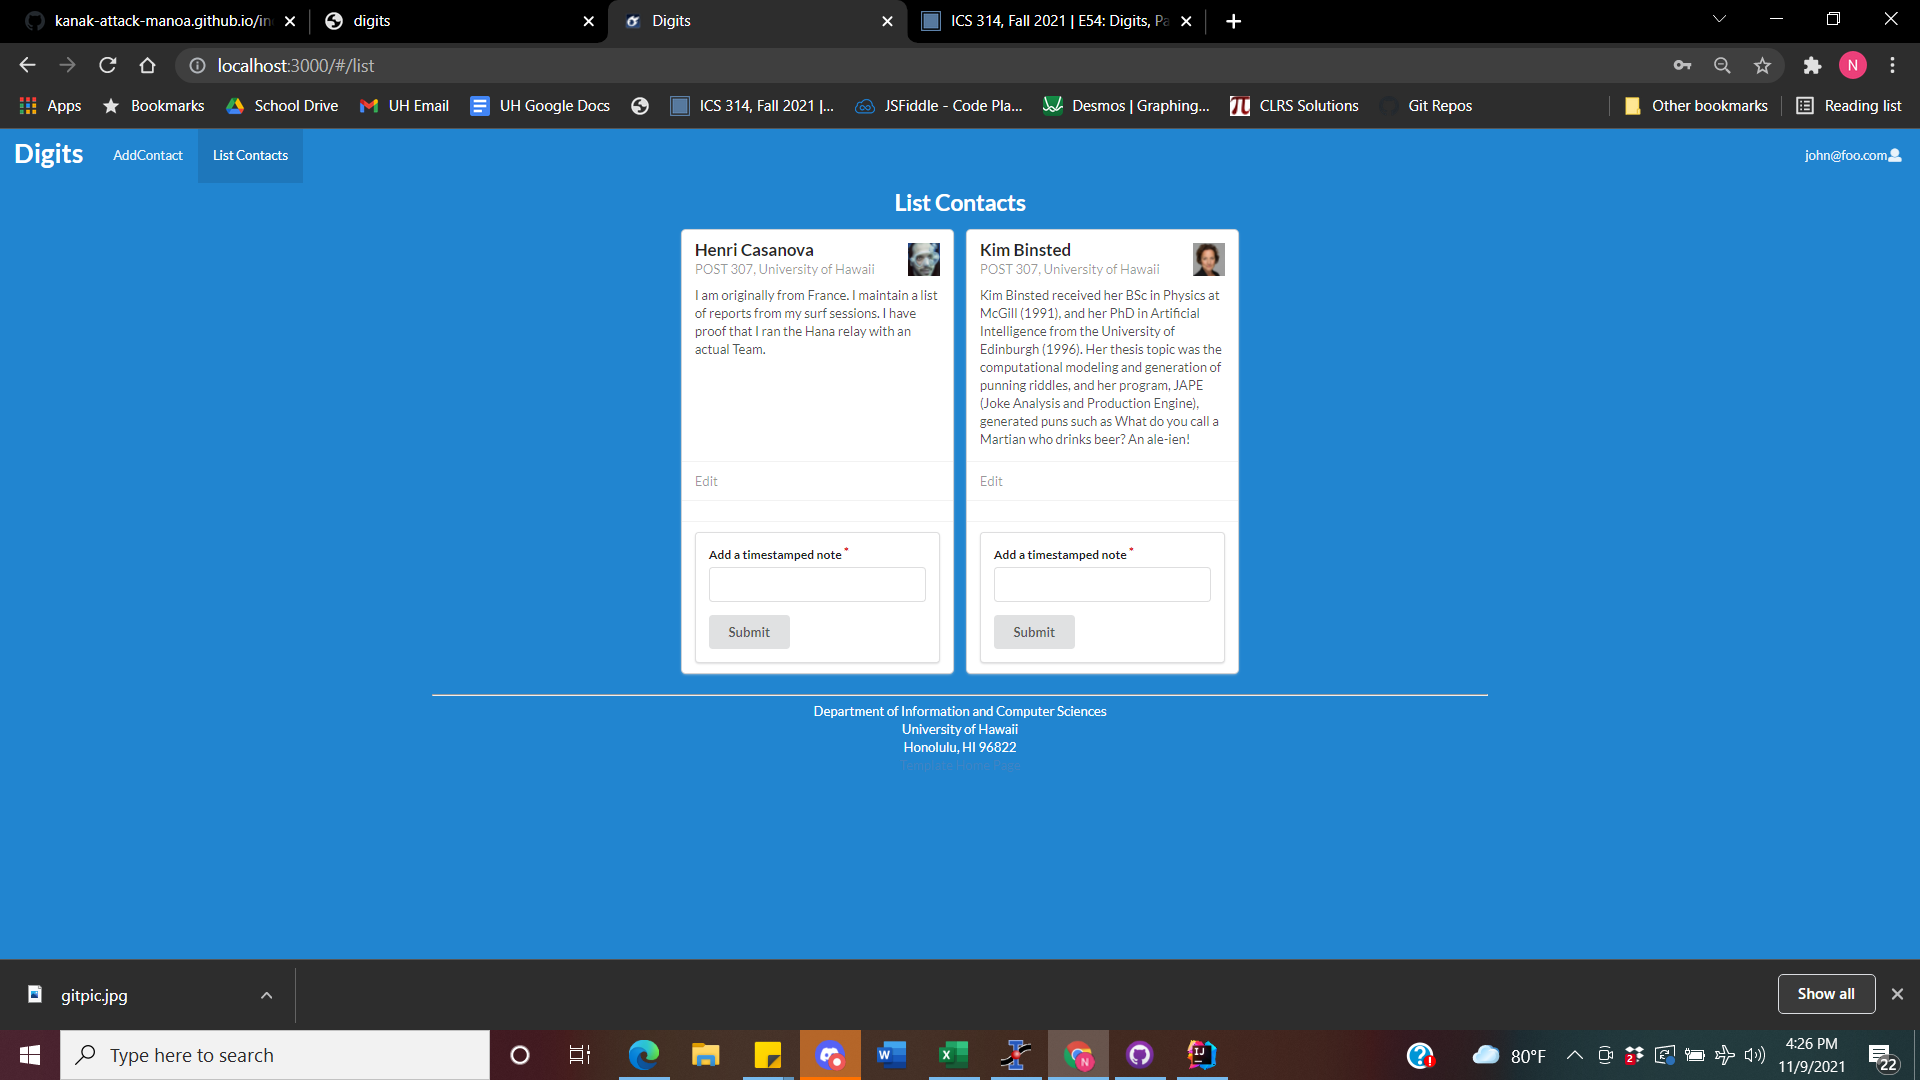 kanak-attack-manoa.github.io/in
digits
Digits
ICS 314, Fall 2021 | E54: Digits, Pa
localhost:3000/#/list
N
Apps
Bookmarks
School Drive
UH Email
UH Google Docs
ICS 314, Fall 2021 |...
JSFiddle - Code Pla...
Desmos | Graphing...
CLRS Solutions
Git Repos
Other bookmarks
Reading list
Digits
AddContact
List Contacts
john@foo.com
List Contacts
Henri Casanova
POST 307, University of Hawaii
I am originally from France. I maintain a list
of reports from my surf sessions. I have
proof that I ran the Hana relay with an
actual Team.
Edit
Add a timestamped note *
Submit
Kim Binsted
POST 307, University of Hawaii
Kim Binsted received her BSc in Physics at
McGill (1991), and her PhD in Artificial
Intelligence from the University of
Edinburgh (1996). Her thesis topic was the
computational modeling and generation of
punning riddles, and her program, JAPE
(Joke Analysis and Production Engine),
generated puns such as What do you call a
Martian who drinks beer? An ale-ien!
Edit
Add a timestamped note *
Submit
Department of Information and Computer Sciences
University of Hawaii
Honolulu, HI 96822
Template Home Page
gitpic.jpg
Show all
Type here to search
80°F
2
4:26 PM
11/9/2021
22